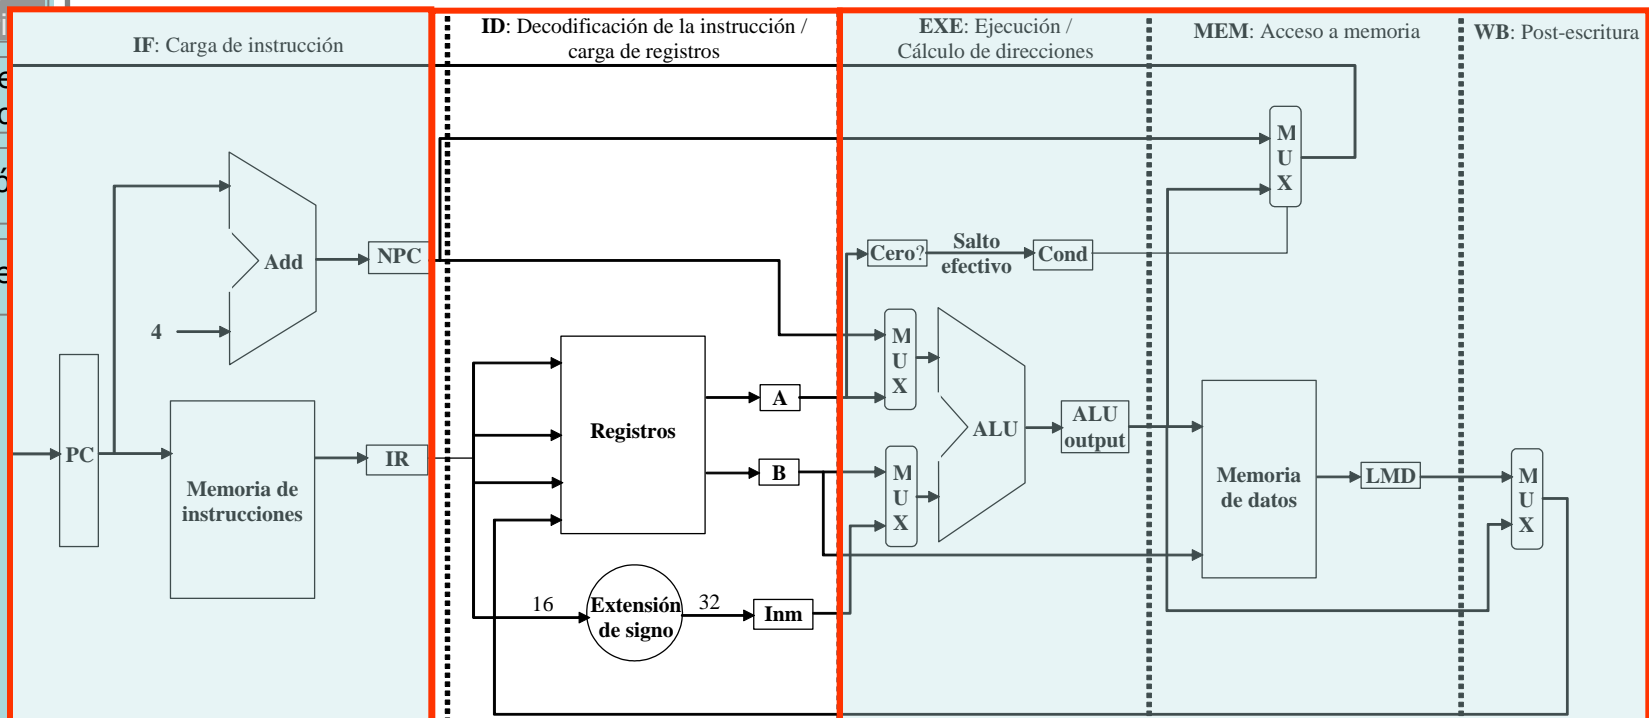 IF: Carga de instrucción
ID: Decodificación de la instrucción /
carga de registros
EXE: Ejecución /
Cálculo de direcciones
MEM: Acceso a memoria
WB: Post-escritura
M
U
X
Add
NPC
4
Cero?
Salto
efectivo
Cond
M
U
X
ALU
ALU
output
A
Registros
B
M
U
X
PC
IR
Memoria de
instrucciones
Memoria
de datos
LMD
M
U
X
16
Extensión
de signo
32
Inm